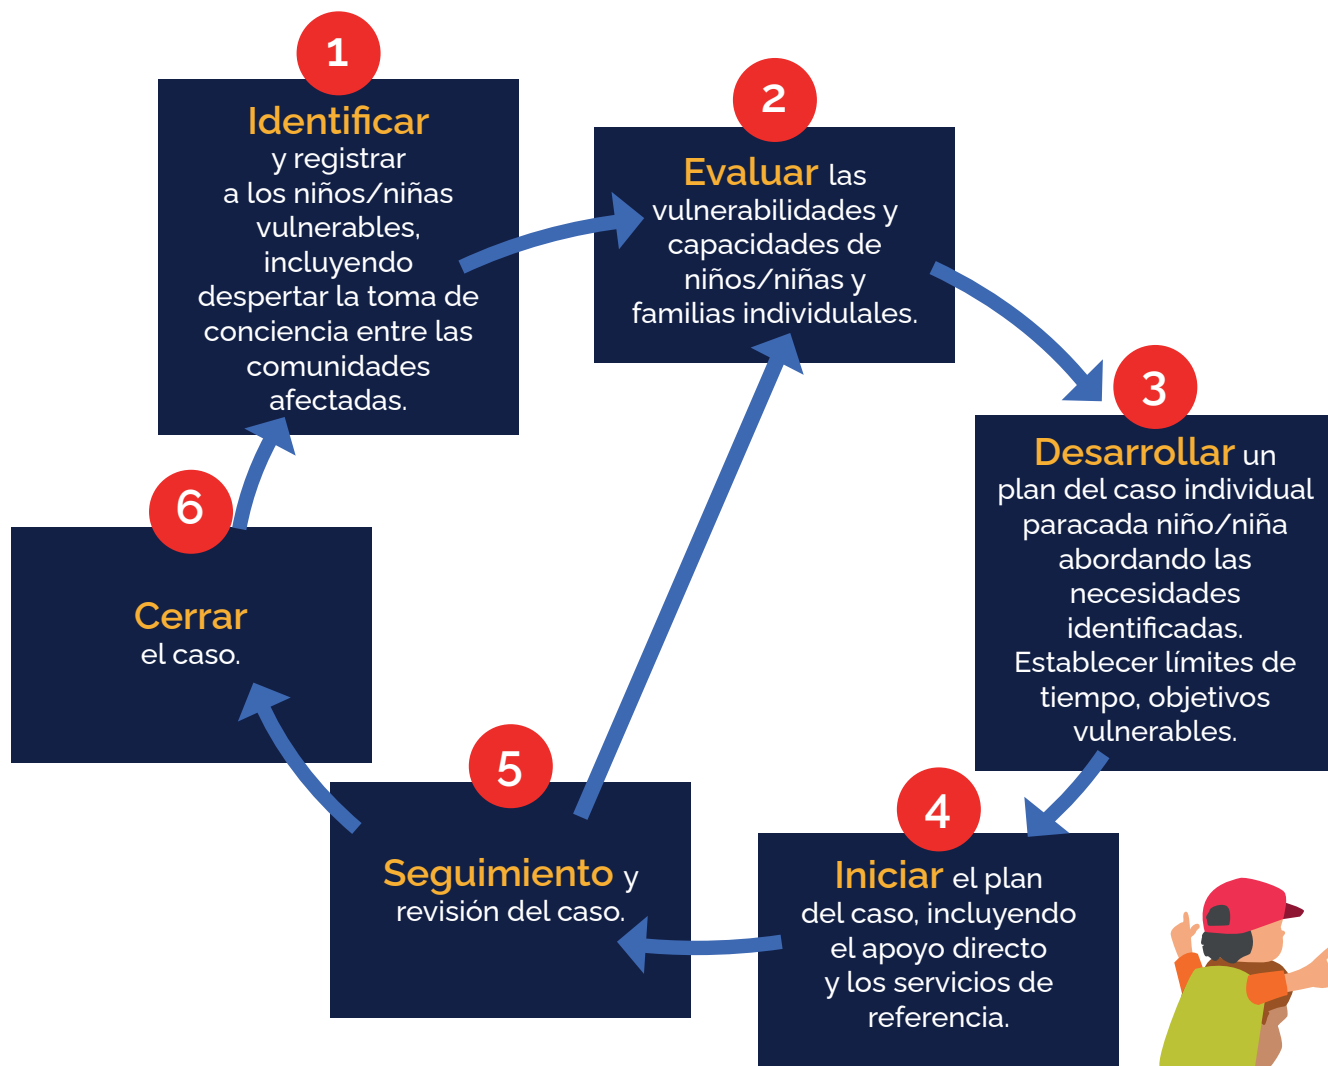 1
Identificar
y registrar
a los niños/niñas
vulnerables,
incluyendo
despertar la toma de
conciencia entre las
comunidades
afectadas.
2
Evaluar las
vulnerabilidades y
capacidades de
niños/niñas y
familias individulales.
3
Desarrollar un
plan del caso individual
paracada niño/niña
abordando las
necesidades
identificadas.
Establecer límites de
tiempo, objetivos
vulnerables.
4
Iniciar el plan
del caso, incluyendo
el apoyo directo
y los servicios de
referencia.
5
Seguimiento y
revisión del caso.
6
Cerrar
el caso.